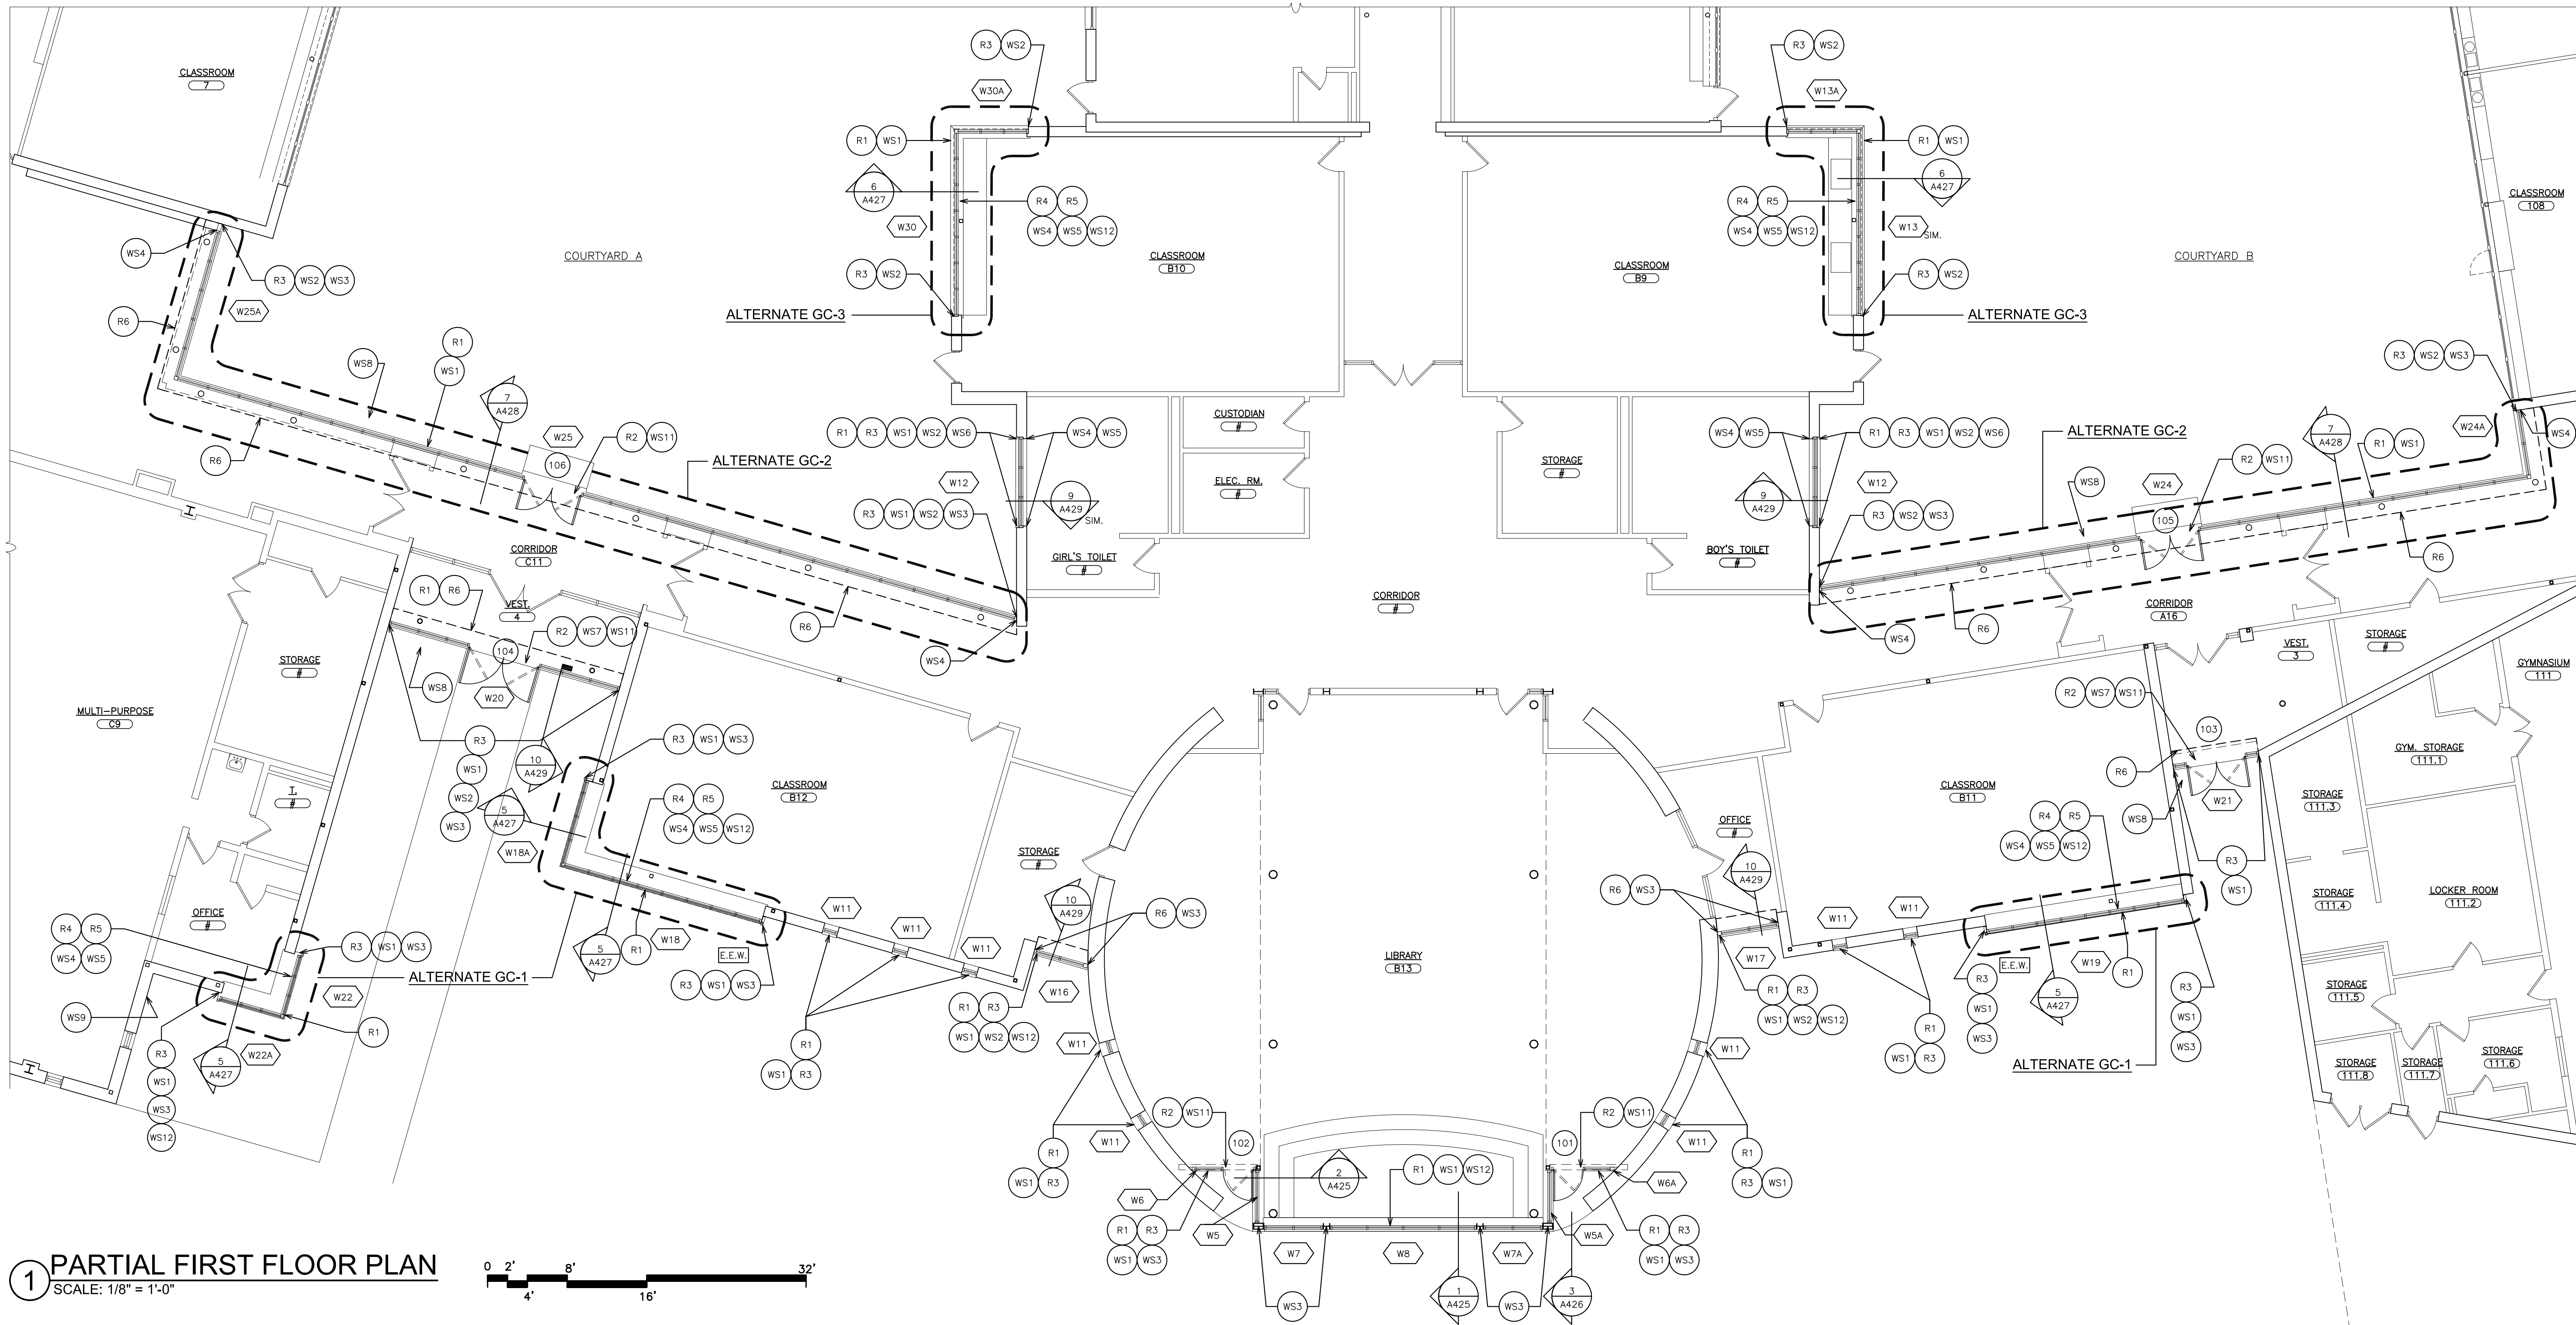 R3 WS2
R3 WS2
CLASSROOM
7
W30A
W13A
R1 WS1
R1 WS1
6
A427
6
A427
CLASSROOM
108
R4 R5
WS4 WS5 WS12
R4 R5
WS4 WS5 WS12
W30
W13
SIM.
WS4
COURTYARD A
CLASSROOM
B10
CLASSROOM
B9
COURTYARD B
R3 WS2 WS3
R3 WS2
R3 WS2
W25A
R6
ALTERNATE GC-3
ALTERNATE GC-3
R1
WS1
WS8
R3 WS2 WS3
7
A428
CUSTODIAN
#
R1 R3 WS1 WS2 WS6
WS4 WS5
WS4 WS5
R1 R3 WS1 WS2 WS6
ALTERNATE GC-2
W24A
WS4
7
A428
R1 WS1
W25
R2 WS11
R6
106
ALTERNATE GC-2
STORAGE
#
R2 WS11
W12
ELEC. RM.
#
W12
WS8
W24
9
A429
SIM.
9
A429
R3 WS1 WS2 WS3
R3 WS2 WS3
105
CORRIDOR
C11
GIRL'S TOILET
#
BOY'S TOILET
#
R6
R1 R6
VEST.
4
CORRIDOR
#
CORRIDOR
A16
R6
R6
WS4
WS4
R2 WS7 WS11
104
VEST.
3
STORAGE
#
GYMNASIUM
111
STORAGE
#
WS8
W20
MULTI-PURPOSE
C9
R2 WS7 WS11
103
R3
WS1
WS2
WS3
R3 WS1 WS3
10
A429
GYM. STORAGE
111.1
R6
T.
#
CLASSROOM
B12
CLASSROOM
B11
STORAGE
111.3
W21
R4 R5
WS4 WS5 WS12
5
A427
OFFICE
#
R4 R5
WS4 WS5 WS12
WS8
W18A
STORAGE
#
W17
10
A429
R3
WS1
OFFICE
#
10
A429
R6 WS3
R6 WS3
STORAGE
111.4
LOCKER ROOM
111.2
R4 R5
WS4 WS5
R3 WS1 WS3
W11
W11
W11
W11
W11
5
A427
R1
W18
E.E.W.
LIBRARY
B13
E.E.W.
W19
R1
ALTERNATE GC-1
R3 WS1 WS3
W16
R3
WS1
WS3
5
A427
R3
WS1
WS3
STORAGE
111.5
W22
WS9
R1
R1 R3
WS1 WS2 WS12
R1 R3
WS1 WS2 WS12
R1
WS1 R3
R1
WS1 R3
W11
W11
R3
WS1
WS3
WS12
5
A427
W22A
ALTERNATE GC-1
STORAGE
111.8
STORAGE
111.7
STORAGE
111.6
R2 WS11
R2 WS11
W11
102
101
W11
R1
WS1 R3
R1
R3 WS1
2
A425
R1 WS1 WS12
W6
W6A
R1 R3
WS1 WS3
W5
W5A
R1 R3
WS1 WS3
W7
W8
W7A
WS3
1
A425
WS3
3
A426
1
PARTIAL FIRST FLOOR PLAN
SCALE: 1/8" = 1'-0"
0 2' 8' 32'
4' 16'